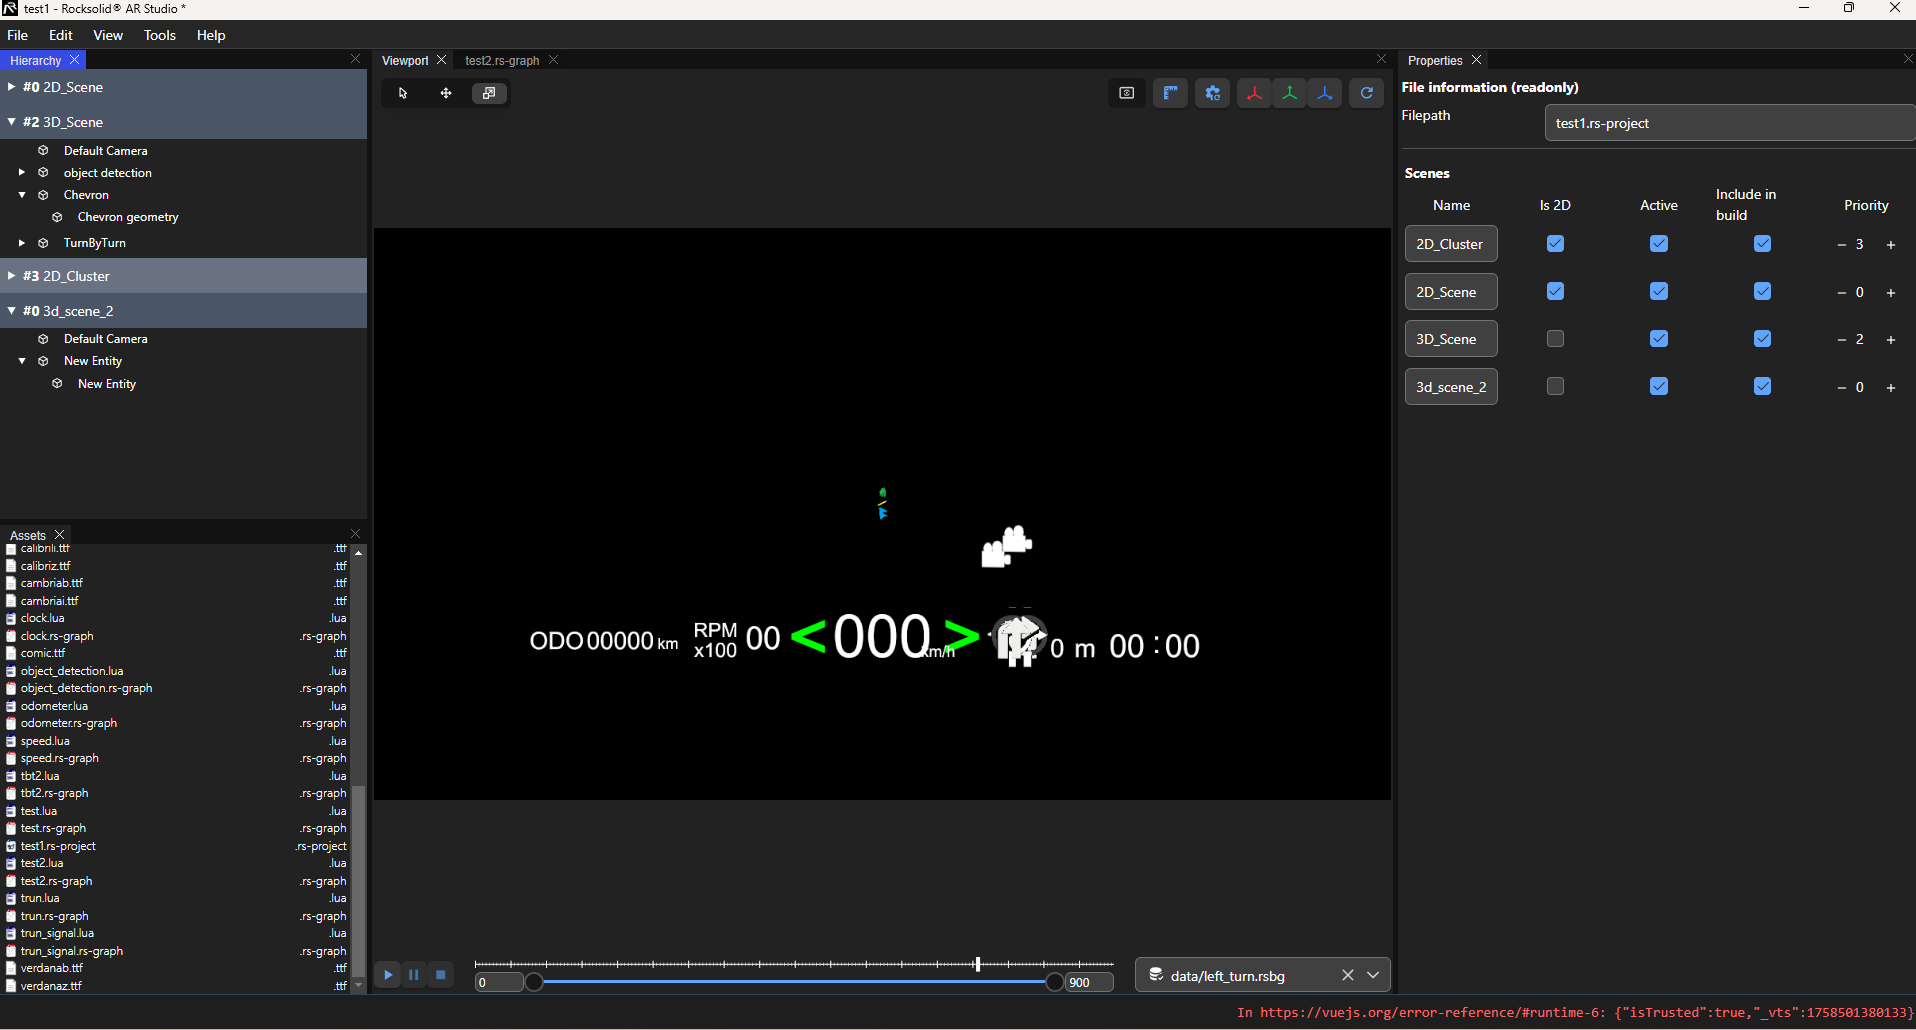 test1 - Rocksolid® AR Studio *
File Edit View Tools Help
Hierarchy
#0 2D_Scene
#2 3D_Scene
Default Camera
object detection
Chevron
Chevron geometry
TurnByTurn
#3 2D_Cluster
#0 3d_scene_2
Default Camera
New Entity
New Entity
Assets
calibrili.ttf .ttf
calibriz.ttf .ttf
cambriab.ttf .ttf
cambriai.ttf .ttf
clock.lua .lua
clock.rs-graph .rs-graph
comic.ttf .ttf
object_detection.lua .lua
object_detection.rs-graph .rs-graph
odometer.lua .lua
odometer.rs-graph .rs-graph
speed.lua .lua
speed.rs-graph .rs-graph
tbt2.lua .lua
tbt2.rs-graph .rs-graph
test.lua .lua
test.rs-graph .rs-graph
test1.rs-project .rs-project
test2.lua .lua
test2.rs-graph .rs-graph
trun.lua .lua
trun.rs-graph .rs-graph
trun_signal.lua .lua
trun_signal.rs-graph .rs-graph
verdanab.ttf .ttf
verdanaz.ttf .ttf
Viewport test2.rs-graph
ODO 00000 km RPM x100 00 < 000 km/h > 0 m 00 : 00
0 900
data/left_turn.rsbg
Properties
File information (readonly)
Filepath test1.rs-project
Scenes
Name Is 2D Active Include in build Priority
2D_Cluster − 3 +
2D_Scene − 0 +
3D_Scene − 2 +
3d_scene_2 − 0 +
In https://vuejs.org/error-reference/#runtime-6: {"isTrusted":true,"_vts":1758501380133}